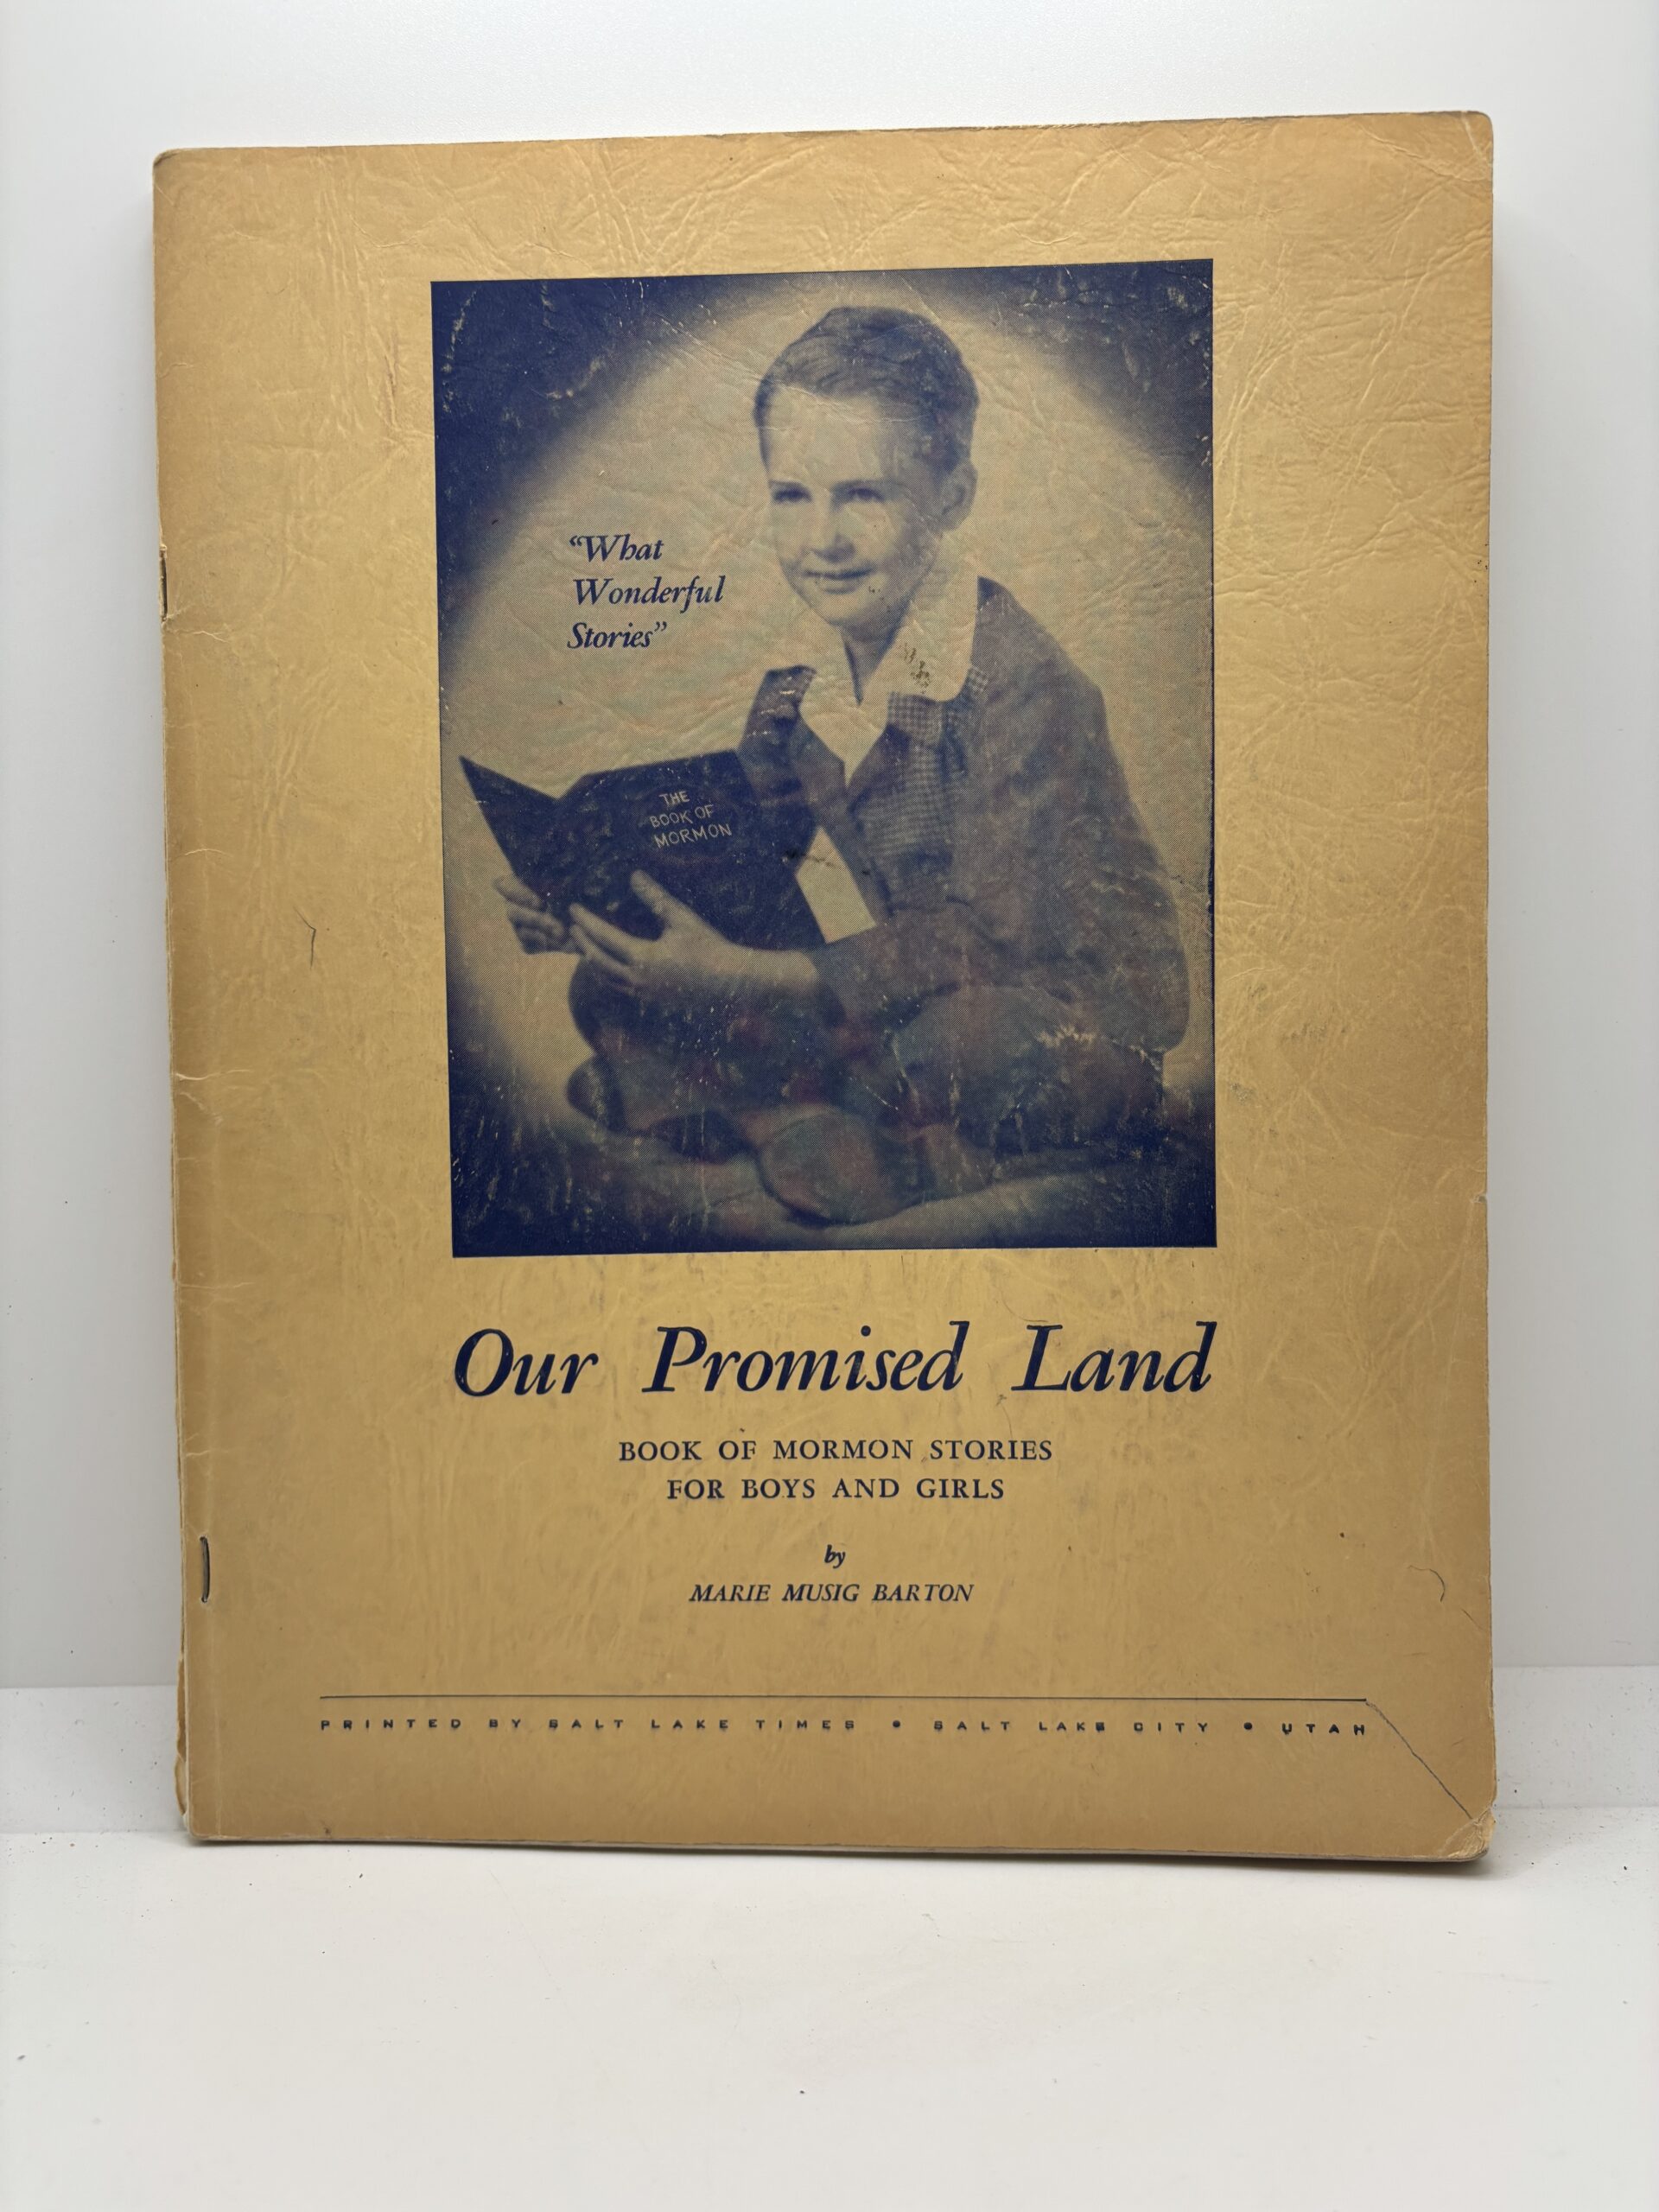 “What
Wonderful
Stories”
THE
BOOK OF
MORMON
Our Promised Land
BOOK OF MORMON STORIES
FOR BOYS AND GIRLS
by
MARIE MUSIG BARTON
PRINTED BY SALT LAKE TIMES • SALT LAKE CITY • UTAH